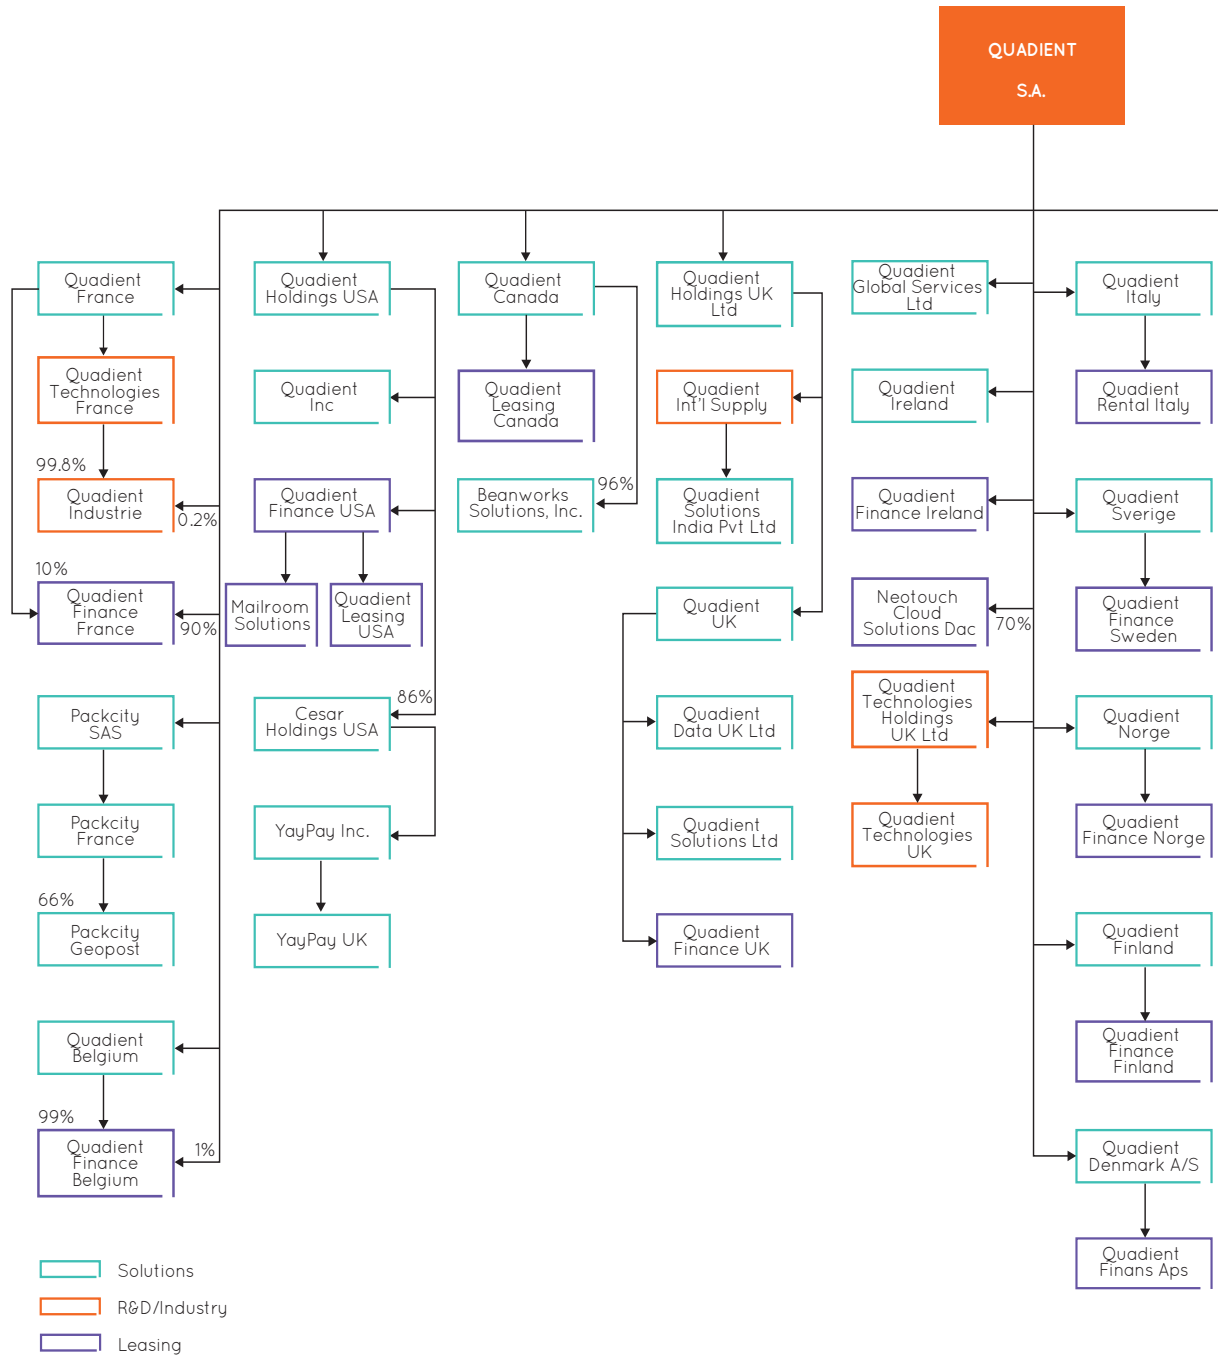 QUADIENT
S.A.
Quadient
France
Quadient
Technologies
France
99.8%
Quadient
Industrie
0.2%
10%
Quadient
Finance
France
90%
Packcity
SAS
Packcity
France
66%
Packcity
Geopost
Quadient
Belgium
99%
Quadient
Finance
Belgium
1%
Quadient
Holdings USA
Quadient
Inc
Quadient
Finance USA
Mailroom
Solutions
Quadient
Leasing
USA
86%
Cesar
Holdings USA
YayPay Inc.
YayPay UK
Quadient
Canada
Quadient
Leasing
Canada
96%
Beanworks
Solutions, Inc.
Quadient
Holdings UK
Ltd
Quadient
Int'l Supply
Quadient
Solutions
India Pvt Ltd
Quadient
UK
Quadient
Data UK Ltd
Quadient
Solutions Ltd
Quadient
Finance UK
Quadient
Global Services
Ltd
Quadient
Ireland
Quadient
Finance Ireland
Neotouch
Cloud
Solutions Dac
70%
Quadient
Technologies
Holdings
UK Ltd
Quadient
Technologies
UK
Quadient
Italy
Quadient
Rental Italy
Quadient
Sverige
Quadient
Finance
Sweden
Quadient
Norge
Quadient
Finance Norge
Quadient
Finland
Quadient
Finance
Finland
Quadient
Denmark A/S
Quadient
Finans Aps
Solutions
R&D/Industry
Leasing